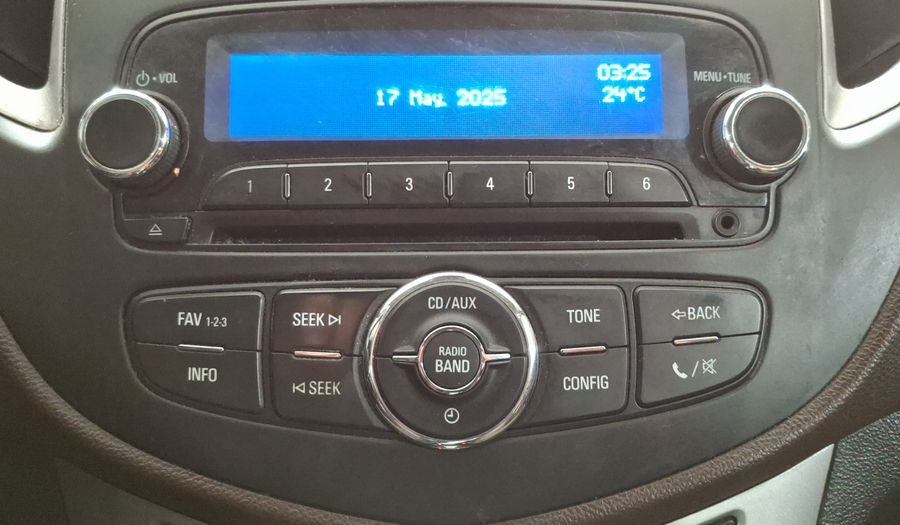 03:25
17 May. 2025 24°C
VOL
MENU•TUNE
1 2 3 4 5 6
CD/AUX
FAV 1-2-3 SEEK TONE BACK
RADIO
BAND
INFO SEEK CONFIG /